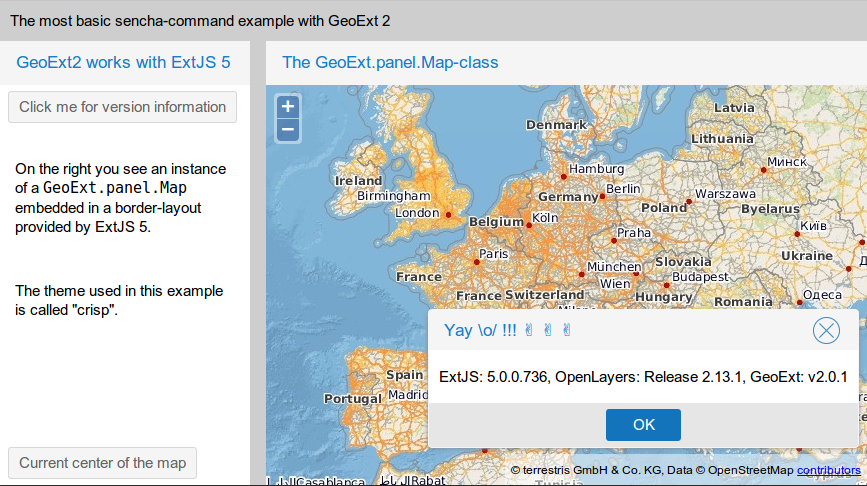 The most basic sencha-command example with GeoExt 2
GeoExt2 works with ExtJS 5
Click me for version information
On the right you see an instance
of a GeoExt.panel.Map
embedded in a border-layout
provided by ExtJS 5.
The theme used in this example
is called "crisp".
Current center of the map
The GeoExt.panel.Map-class
+
−
Latvia
Denmark
Lithuania
Минск
Hamburg
Ireland
Birmingham
Germany
Berlin
Warszawa
London
Poland
Byelarus
Belgium
Köln
Київ
Praha
Paris
Slovakia
Ukraine
München
France
Wien
Budapest
France
Switzerland
Hungary
Romania
Одеса
Yay \o/ !!! ✌ ✌ ✌
ExtJS: 5.0.0.736, OpenLayers: Release 2.13.1, GeoExt: v2.0.1
OK
Spain
Portugal
Madrid
© terrestris GmbH & Co. KG, Data © OpenStreetMap contributors
Casablanca
Rabat